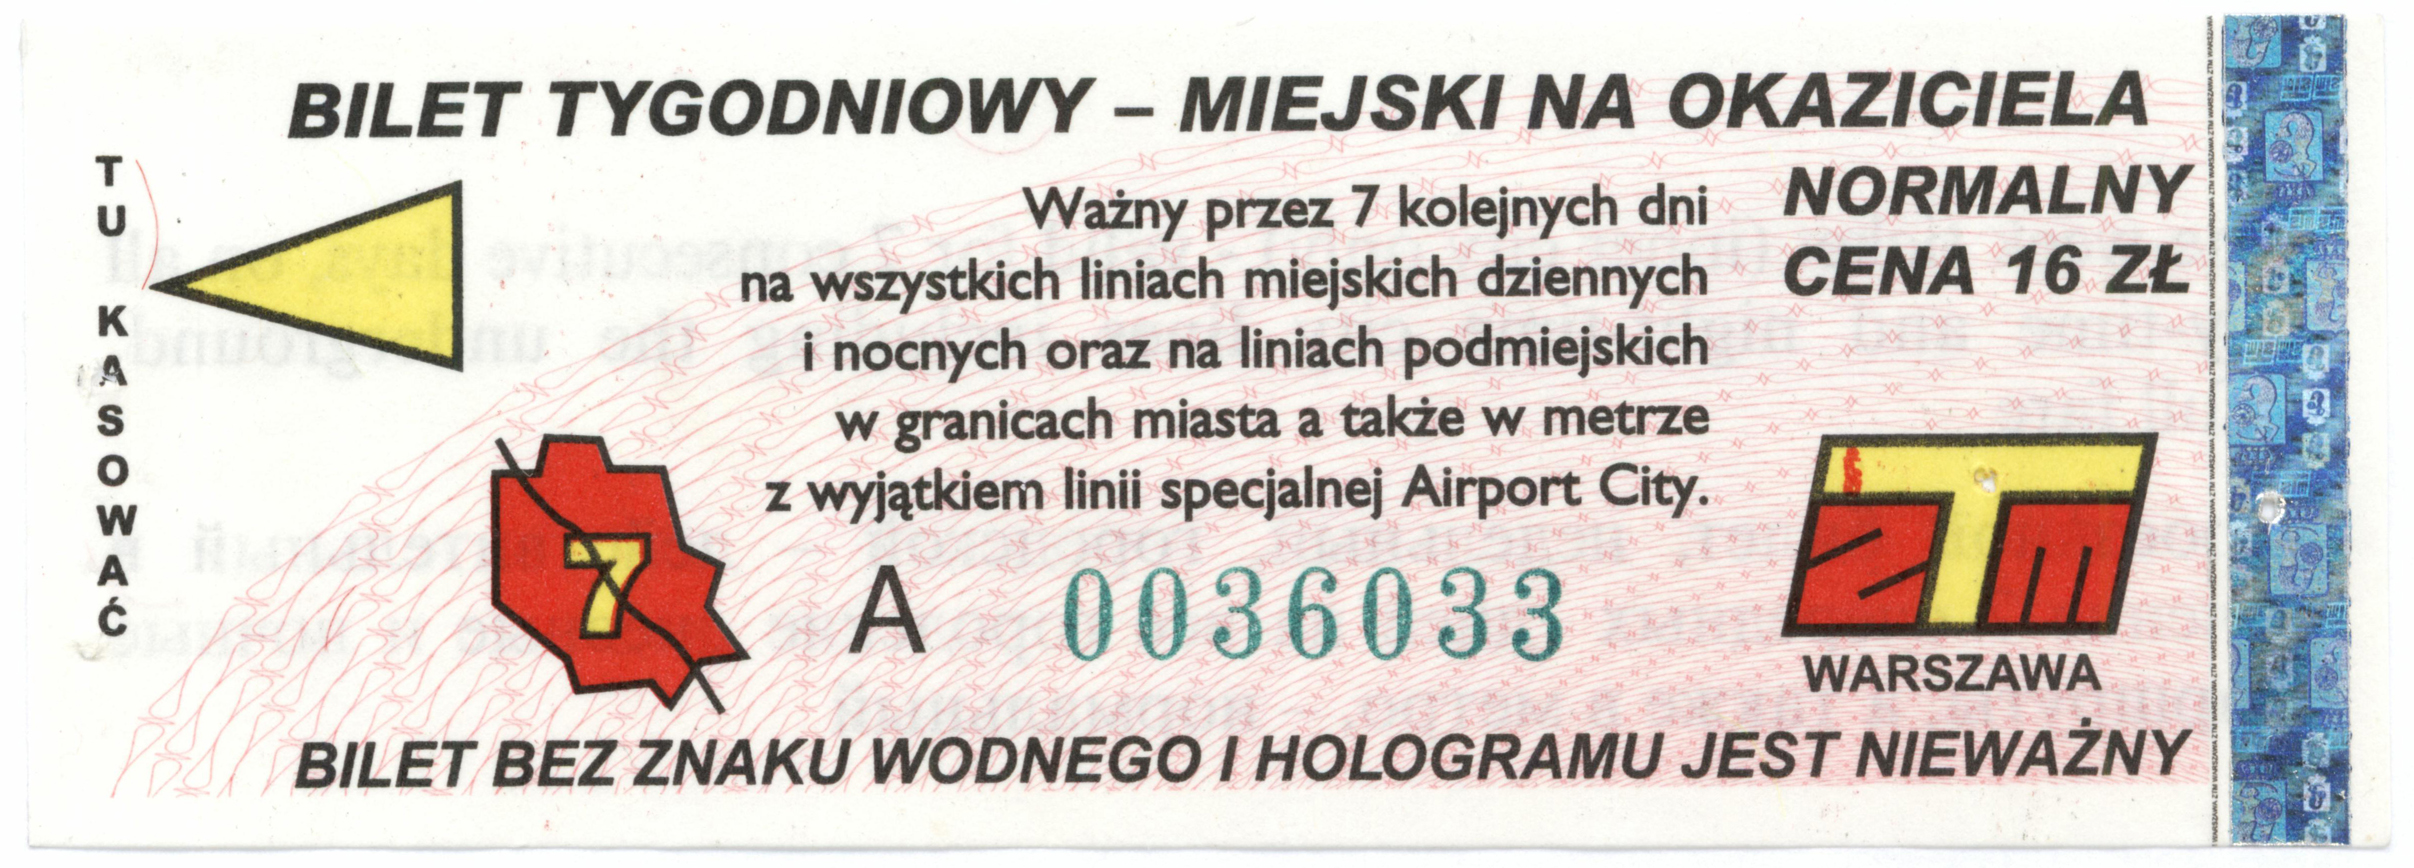 BILET TYGODNIOWY – MIEJSKI NA OKAZICIELA
TU KASOWAĆ
Ważny przez 7 kolejnych dni
na wszystkich liniach miejskich dziennych
i nocnych oraz na liniach podmiejskich
w granicach miasta a także w metrze
z wyjątkiem linii specjalnej Airport City.
NORMALNY
CENA 16 ZŁ
7
A 0036033
ZTM
WARSZAWA
BILET BEZ ZNAKU WODNEGO I HOLOGRAMU JEST NIEWAŻNY